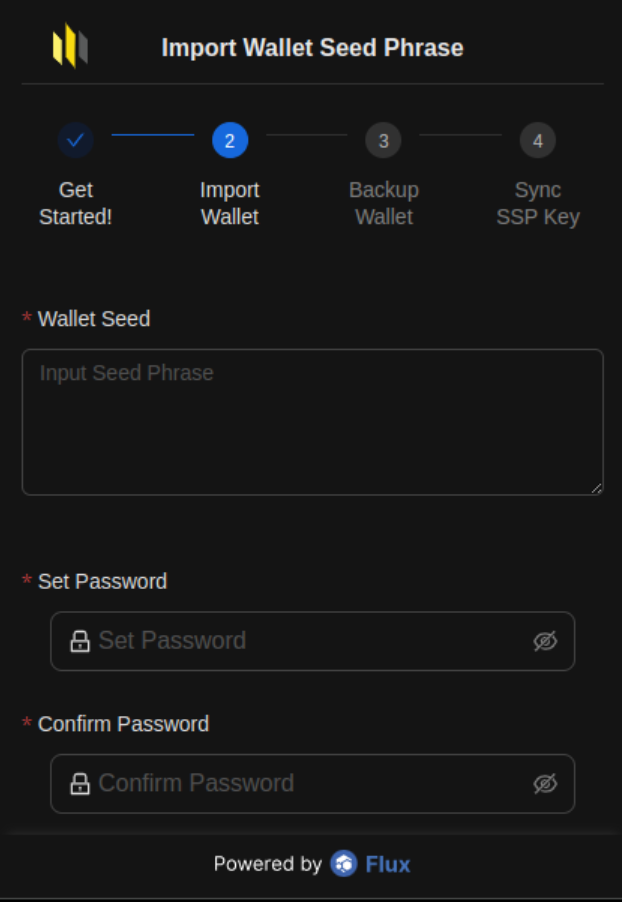 Import Wallet Seed Phrase
2
3
4
Get
Started!
Import
Wallet
Backup
Wallet
Sync
SSP Key
* Wallet Seed
Input Seed Phrase
* Set Password
Set Password
* Confirm Password
Confirm Password
Powered by Flux